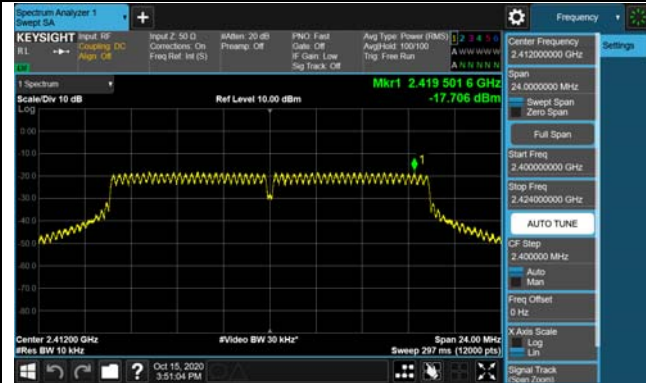 Spectrum Analyzer 1
Swept SA
Frequency
KEYSIGHT
RL
Input: RF
Coupling: DC
Align: Off
Input Z: 50 Ω
Corrections: On
Freq Ref: Int (S)
#Atten: 20 dB
Preamp: Off
PNO: Fast
Gate: Off
IF Gain: Low
Sig Track: Off
Avg Type: Power (RMS)
Avg|Hold: 100/100
Trig: Free Run
1 2 3 4 5 6
A W W W W W
A N N N N N
1 Spectrum
Scale/Div 10 dB
Ref Level 10.00 dBm
Mkr1 2.419 501 6 GHz
-17.706 dBm
Log
0.00
-10.0
-20.0
-30.0
-40.0
-50.0
-60.0
-70.0
-80.0
1
Center 2.41200 GHz
#Res BW 10 kHz
#Video BW 30 kHz*
Span 24.00 MHz
Sweep 297 ms (12000 pts)
Oct 15, 2020
3:51:04 PM
Center Frequency
2.412000000 GHz
Settings
Span
24.0000000 MHz
Swept Span
Zero Span
Full Span
Start Freq
2.400000000 GHz
Stop Freq
2.424000000 GHz
AUTO TUNE
CF Step
2.400000 MHz
Auto
Man
Freq Offset
0 Hz
X Axis Scale
Log
Lin
Signal Track
(Span Zoom)